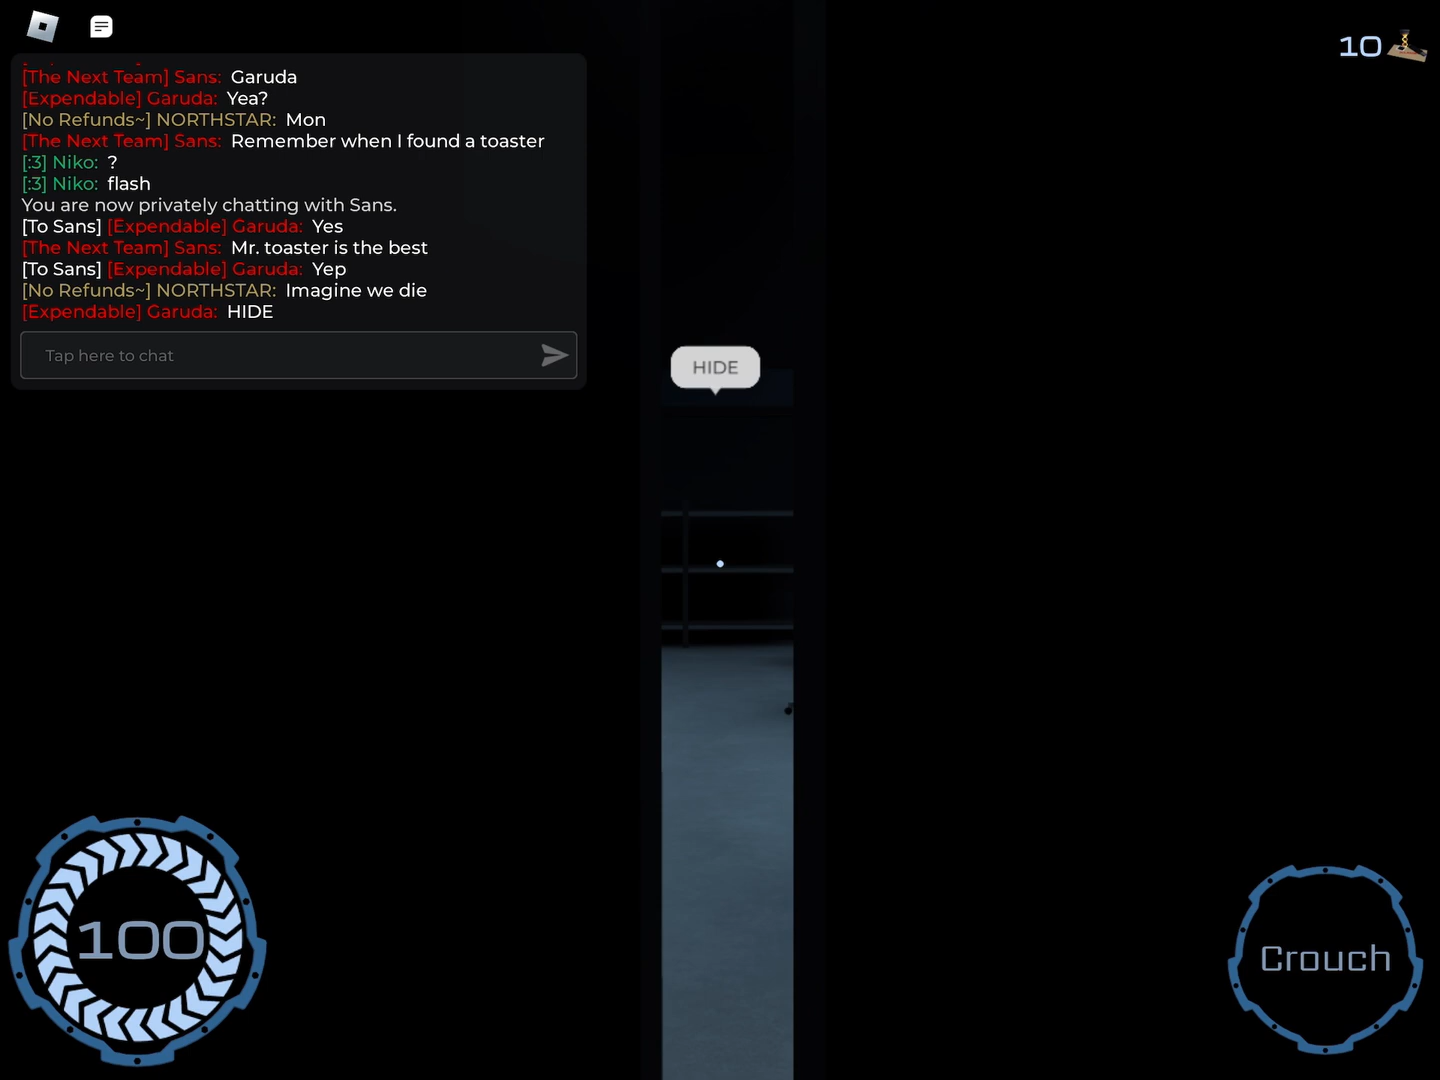 10
[The Next Team] Sans: Garuda
[Expendable] Garuda: Yea?
[No Refunds~] NORTHSTAR: Mon
[The Next Team] Sans: Remember when I found a toaster
[:3] Niko: ?
[:3] Niko: flash
You are now privately chatting with Sans.
[To Sans] [Expendable] Garuda: Yes
[The Next Team] Sans: Mr. toaster is the best
[To Sans] [Expendable] Garuda: Yep
[No Refunds~] NORTHSTAR: Imagine we die
[Expendable] Garuda: HIDE
Tap here to chat
HIDE
100
Crouch